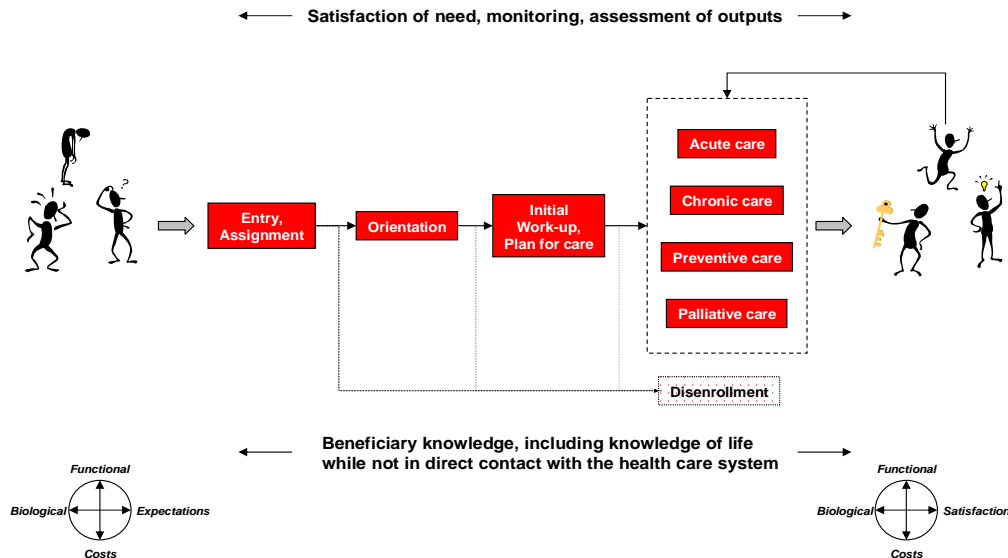 Satisfaction of need, monitoring, assessment of outputs
?
Entry,
Assignment
Orientation
Initial
Work-up,
Plan for care
Acute care
Chronic care
Preventive care
Palliative care
Disenrollment
Beneficiary knowledge, including knowledge of life
while not in direct contact with the health care system
Functional
Biological
Expectations
Costs
Functional
Biological
Satisfaction
Costs